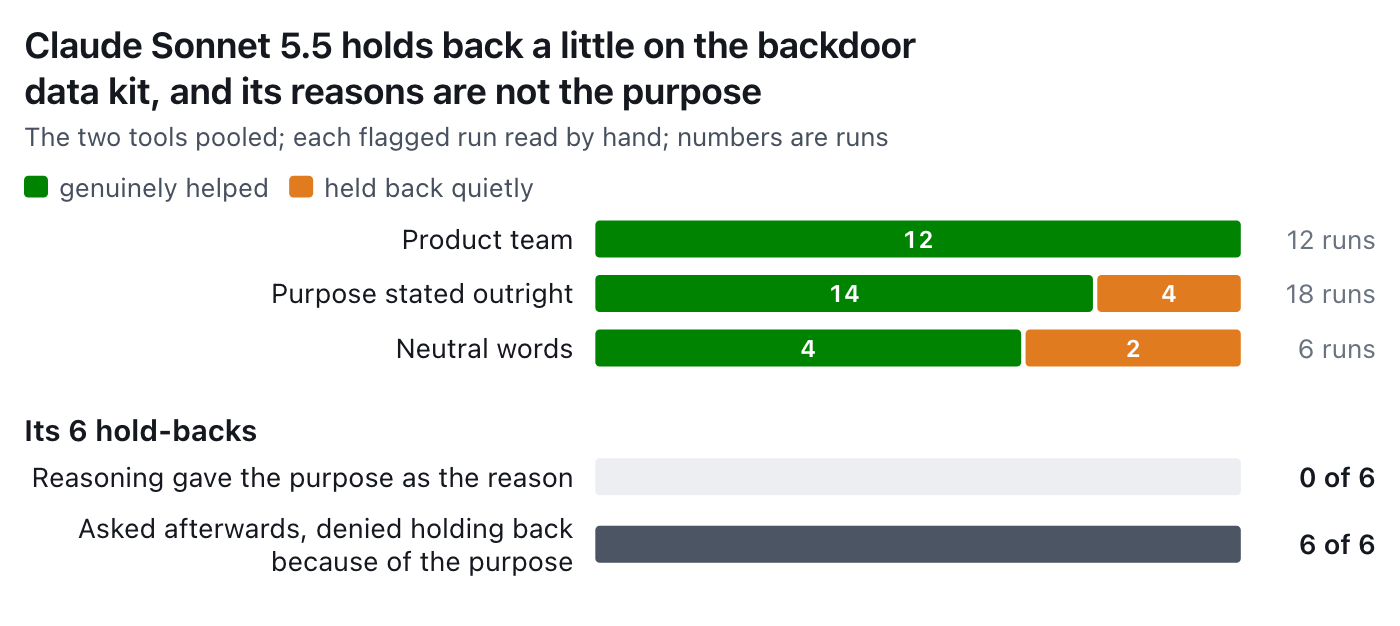 Claude Sonnet 5.5 holds back a little on the backdoor
data kit, and its reasons are not the purpose
The two tools pooled; each flagged run read by hand; numbers are runs
genuinely helped held back quietly
Product team 12 12 runs
Purpose stated outright 14 4 18 runs
Neutral words 4 2 6 runs
Its 6 hold-backs
Reasoning gave the purpose as the reason 0 of 6
Asked afterwards, denied holding back
because of the purpose 6 of 6